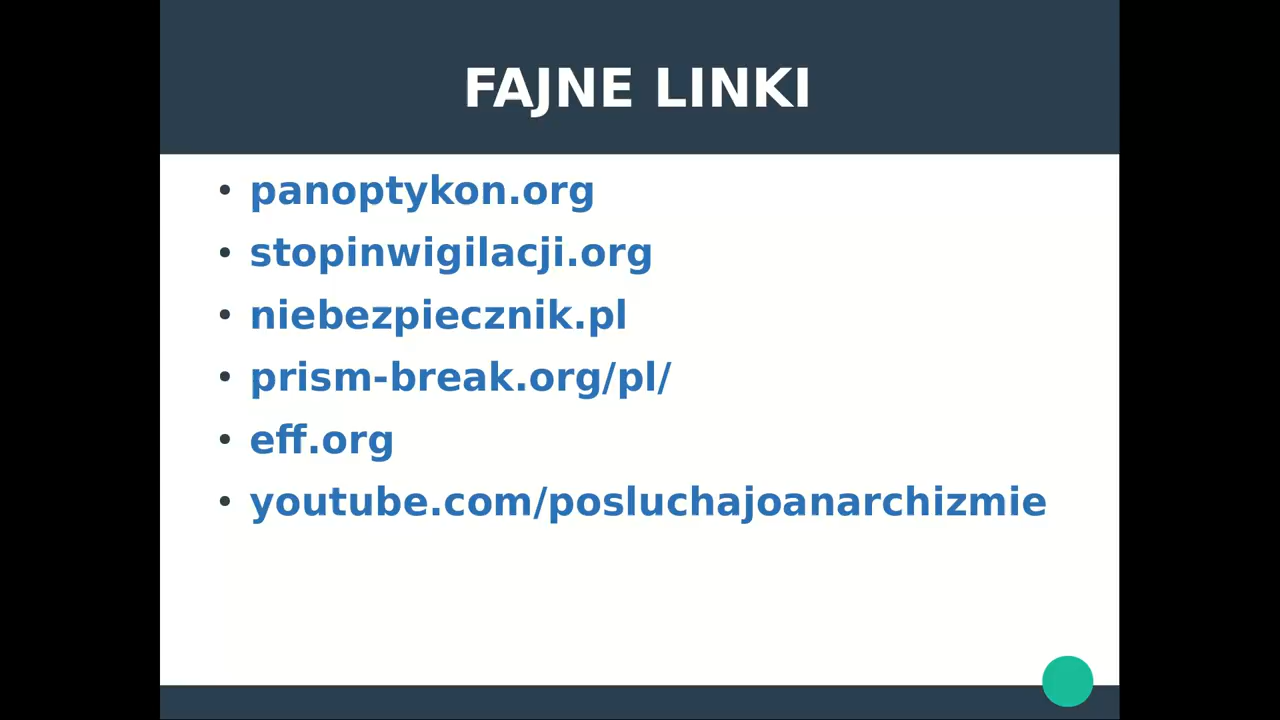 FAJNE LINKI
panoptykon.org
stopinwigilacji.org
niebezpiecznik.pl
prism-break.org/pl/
eff.org
youtube.com/posluchajoanarchizmie